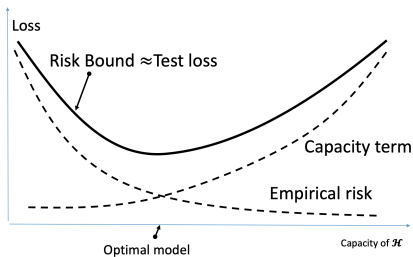 Loss
Risk Bound ≈Test loss
Capacity term
Empirical risk
Optimal model
Capacity of ℋ